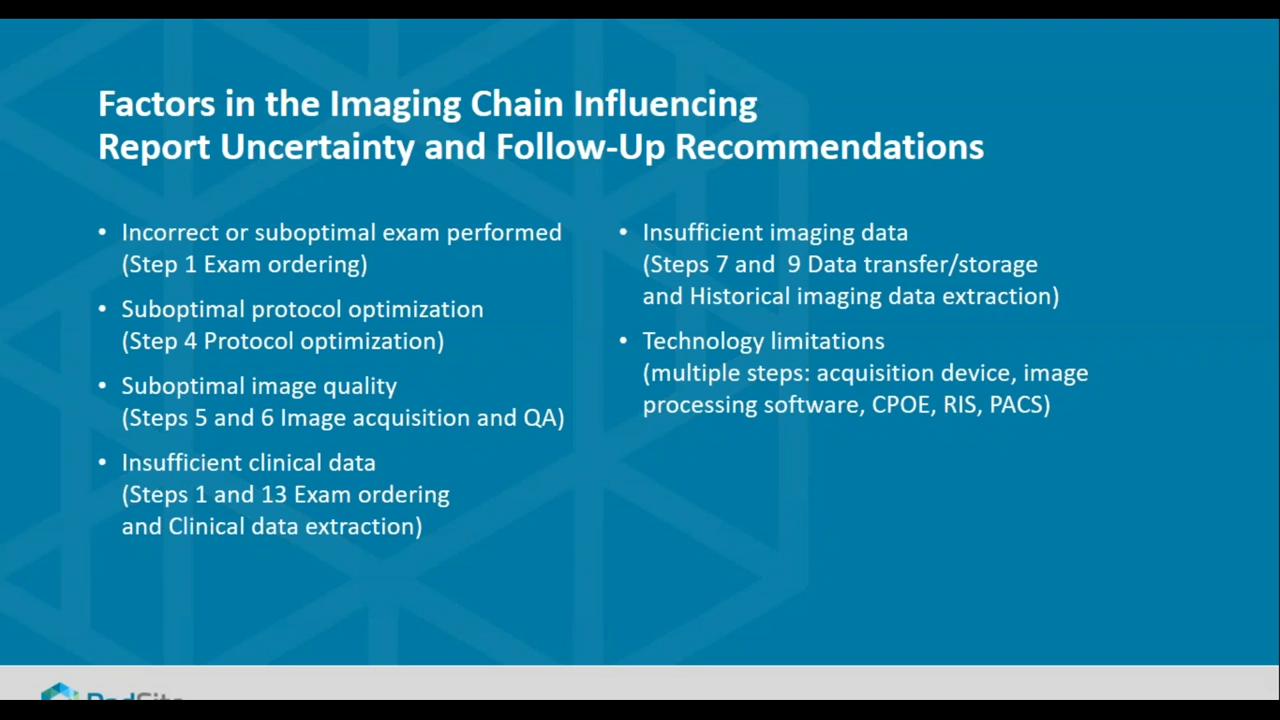 Factors in the Imaging Chain Influencing
Report Uncertainty and Follow-Up Recommendations
• Incorrect or suboptimal exam performed
(Step 1 Exam ordering)
• Suboptimal protocol optimization
(Step 4 Protocol optimization)
• Suboptimal image quality
(Steps 5 and 6 Image acquisition and QA)
• Insufficient clinical data
(Steps 1 and 13 Exam ordering
and Clinical data extraction)
• Insufficient imaging data
(Steps 7 and  9 Data transfer/storage
and Historical imaging data extraction)
• Technology limitations
(multiple steps: acquisition device, image
processing software, CPOE, RIS, PACS)